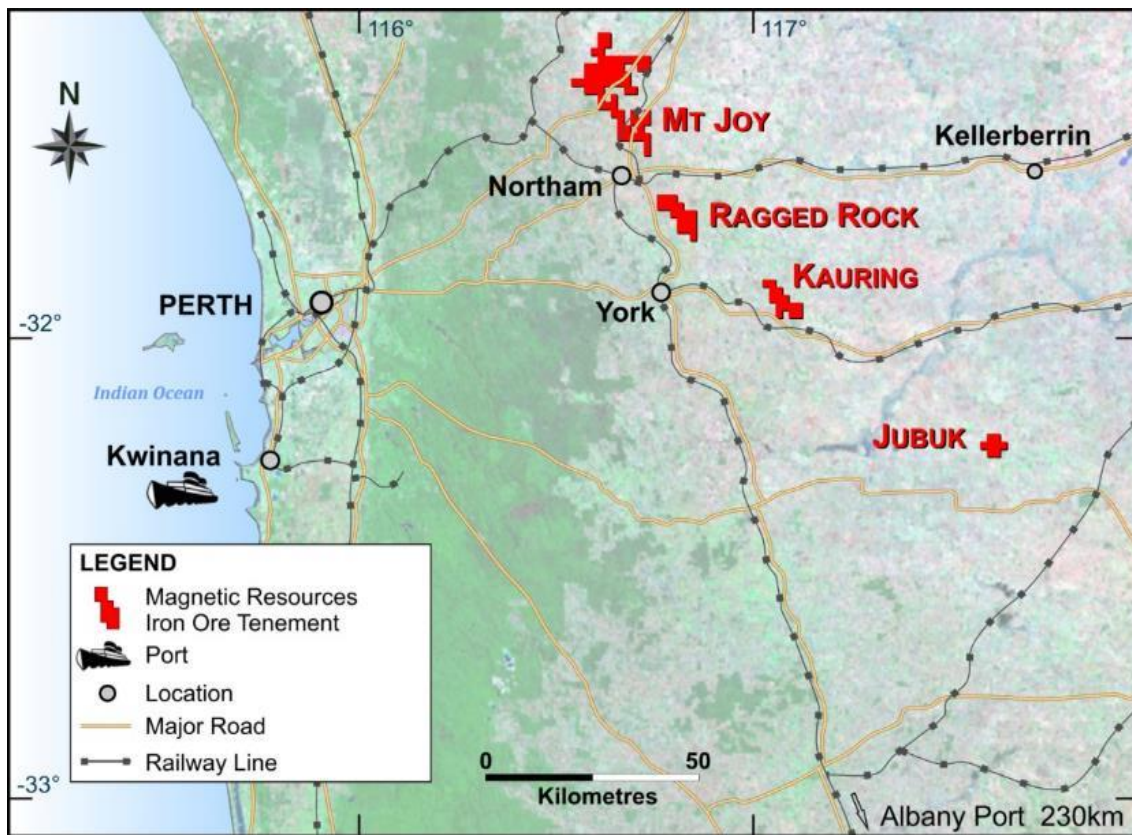 116°
117°
N
MT JOY
Kellerberrin
Northam
RAGGED ROCK
KAURING
PERTH
York
-32°
Indian Ocean
JUBUK
Kwinana
LEGEND
Magnetic Resources
Iron Ore Tenement
Port
Location
Major Road
Railway Line
0 50
Kilometres
-33°
Albany Port 230km